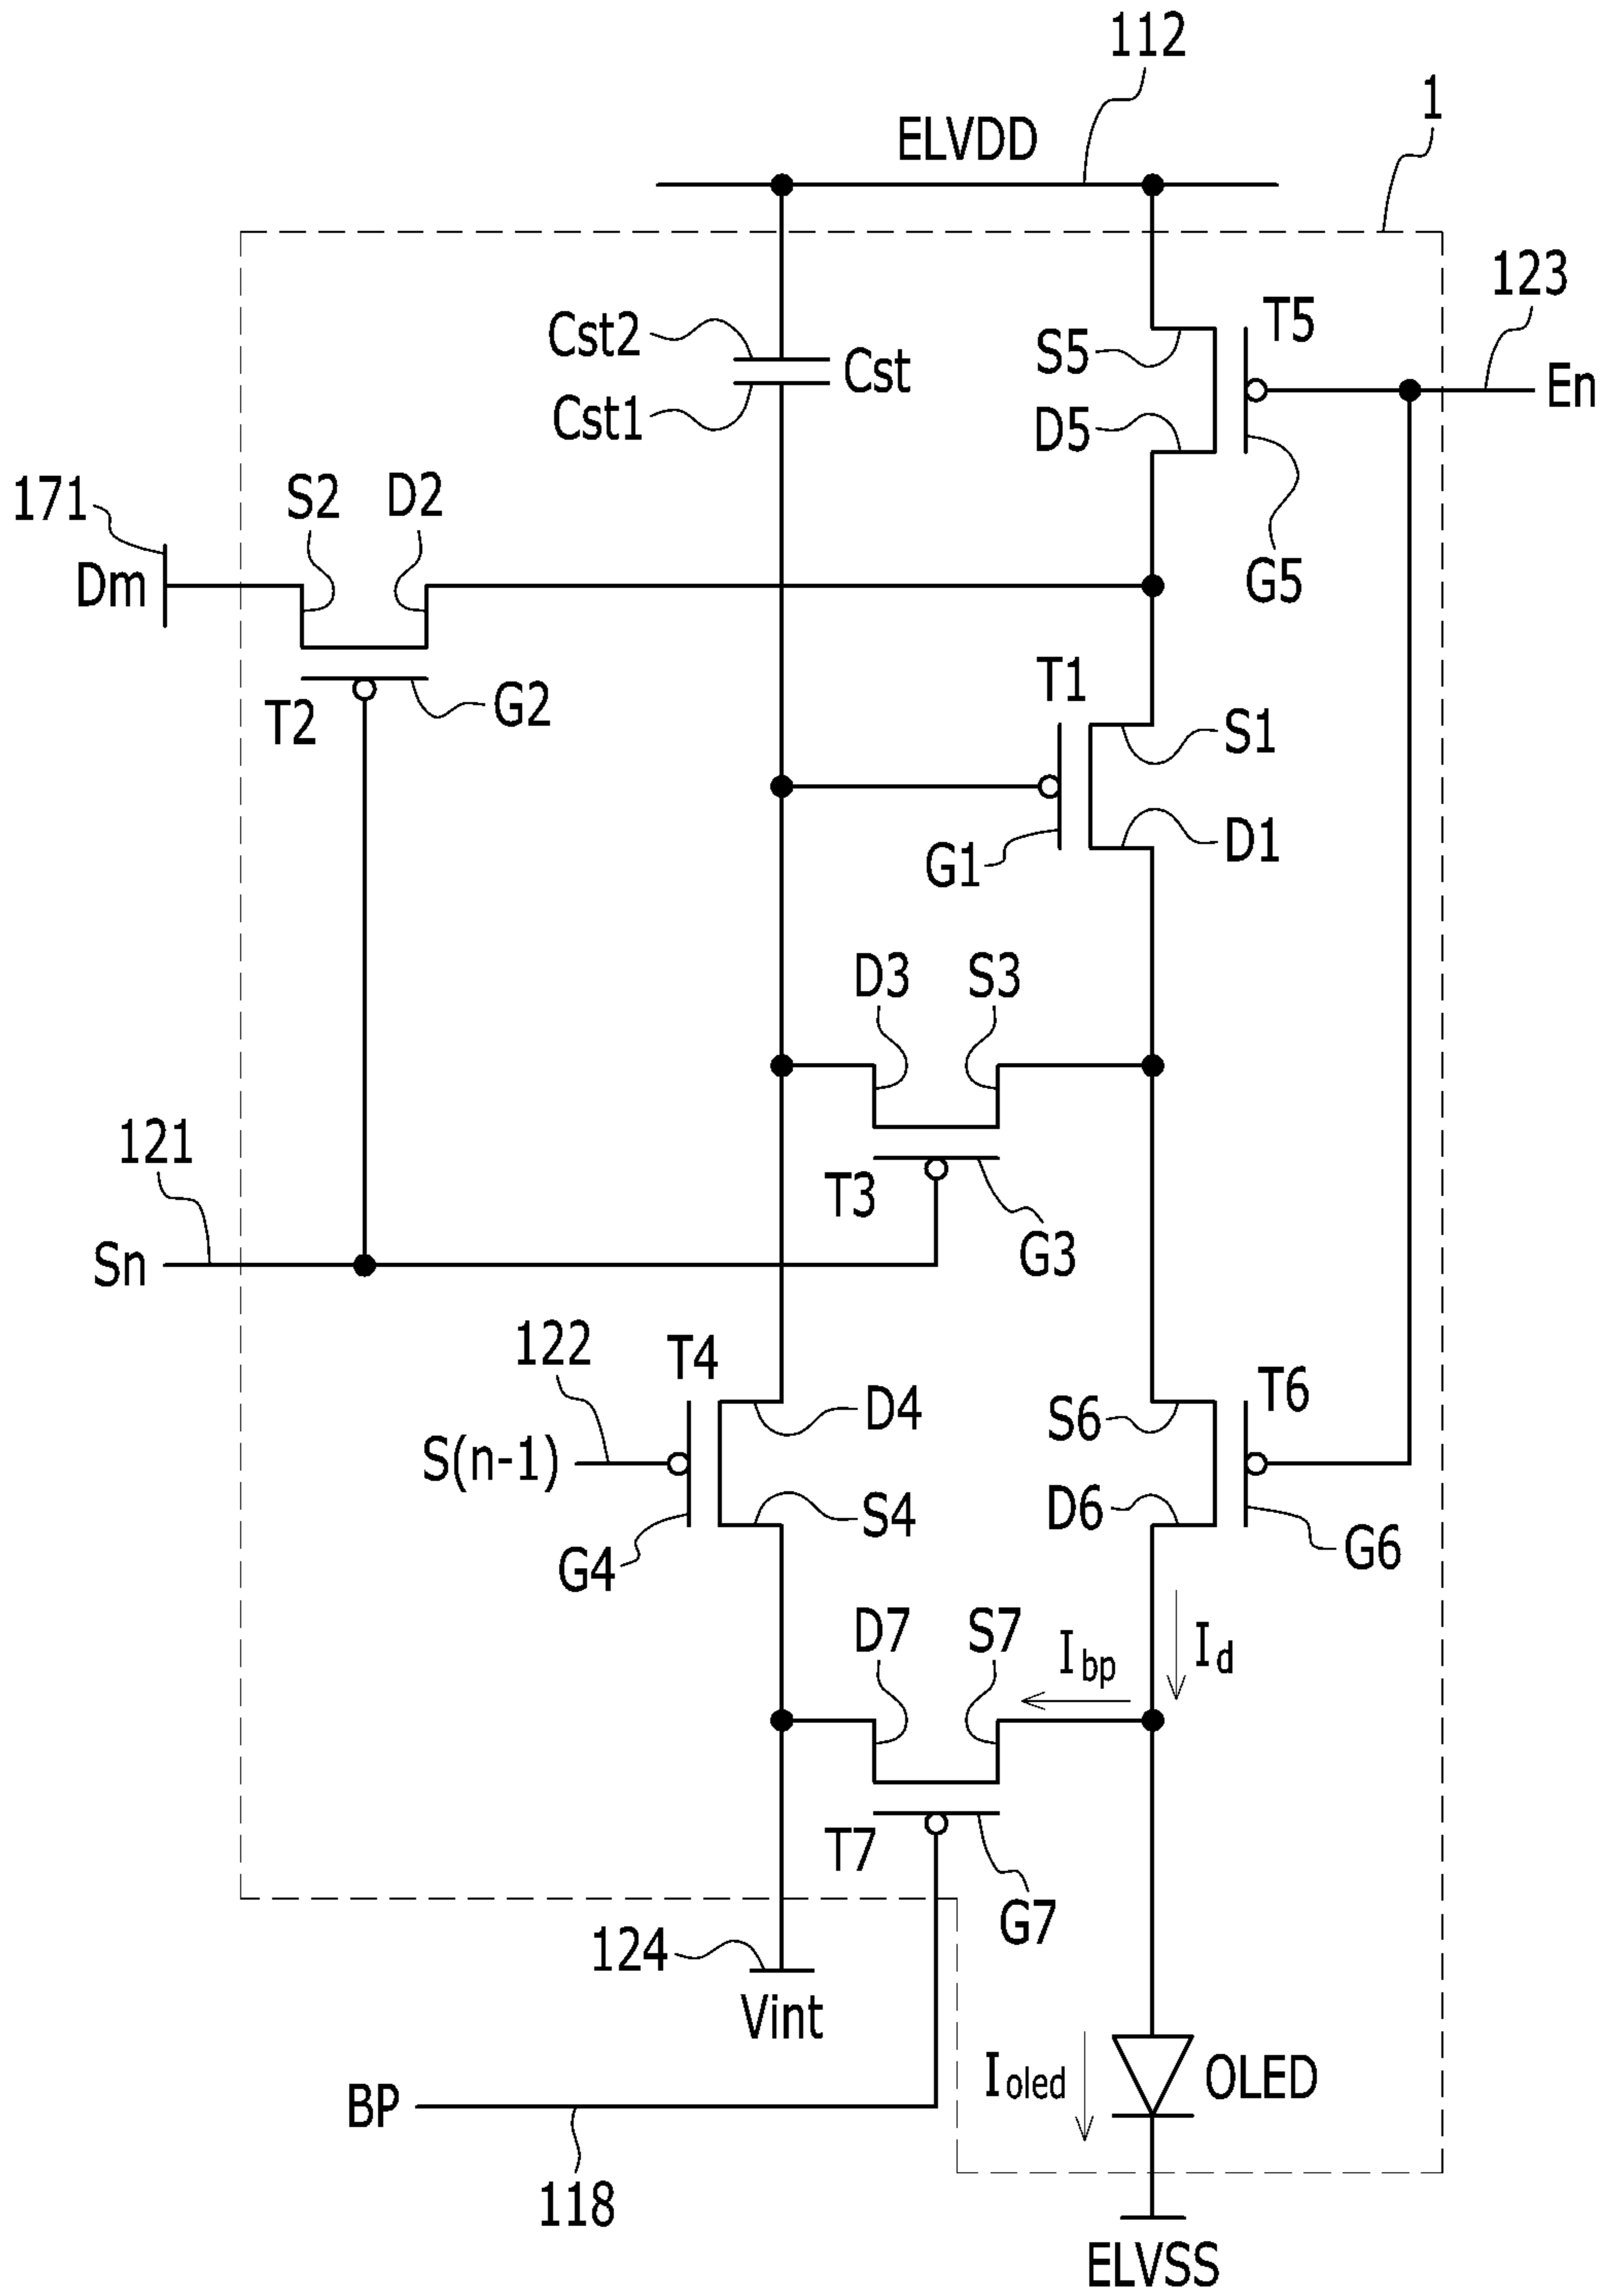 112
1
ELVDD
123
T5
Cst2
S5
Cst
En
Cst1
D5
171
S2 D2
Dm
G5
T1
G2
T2
S1
D1
G1
D3 S3
121
T3
G3
Sn
122
T4
T6
D4
S6
S(n-1)
S4
D6
G4
G6
D7 S7
Ibp
Id
T7
G7
124
Vint
Ioled
OLED
BP
118
ELVSS